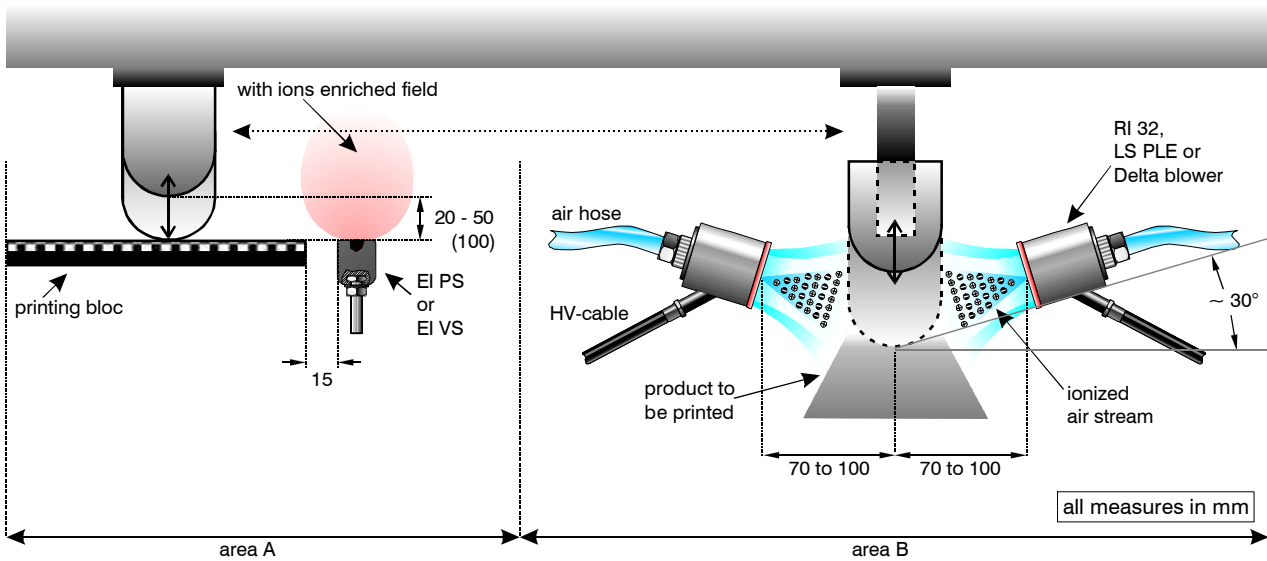 with ions enriched field
20 - 50
(100)
EI PS
or
EI VS
printing bloc
15
area A
RI 32,
LS PLE or
Delta blower
air hose
HV-cable
~ 30°
product to
be printed
ionized
air stream
70 to 100
70 to 100
all measures in mm
area B